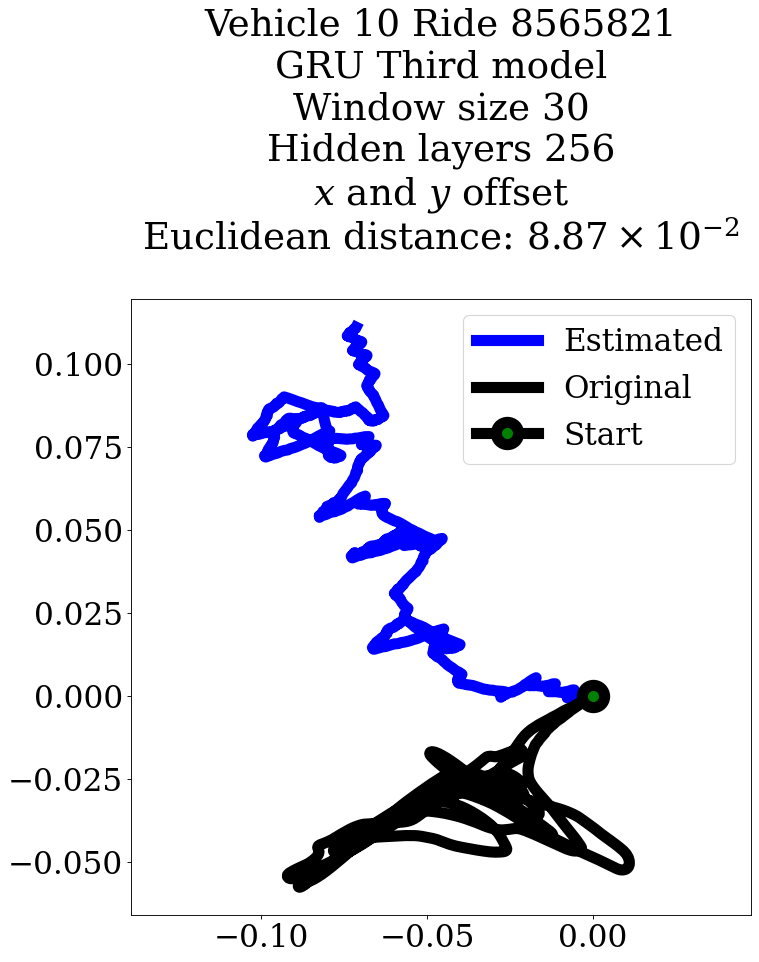 Vehicle 10 Ride 8565821
GRU Third model
Window size 30
Hidden layers 256
x and y offset
Euclidean distance: 8.87 × 10⁻²
Estimated
Original
Start
0.100
0.075
0.050
0.025
0.000
−0.025
−0.050
−0.10 −0.05 0.00